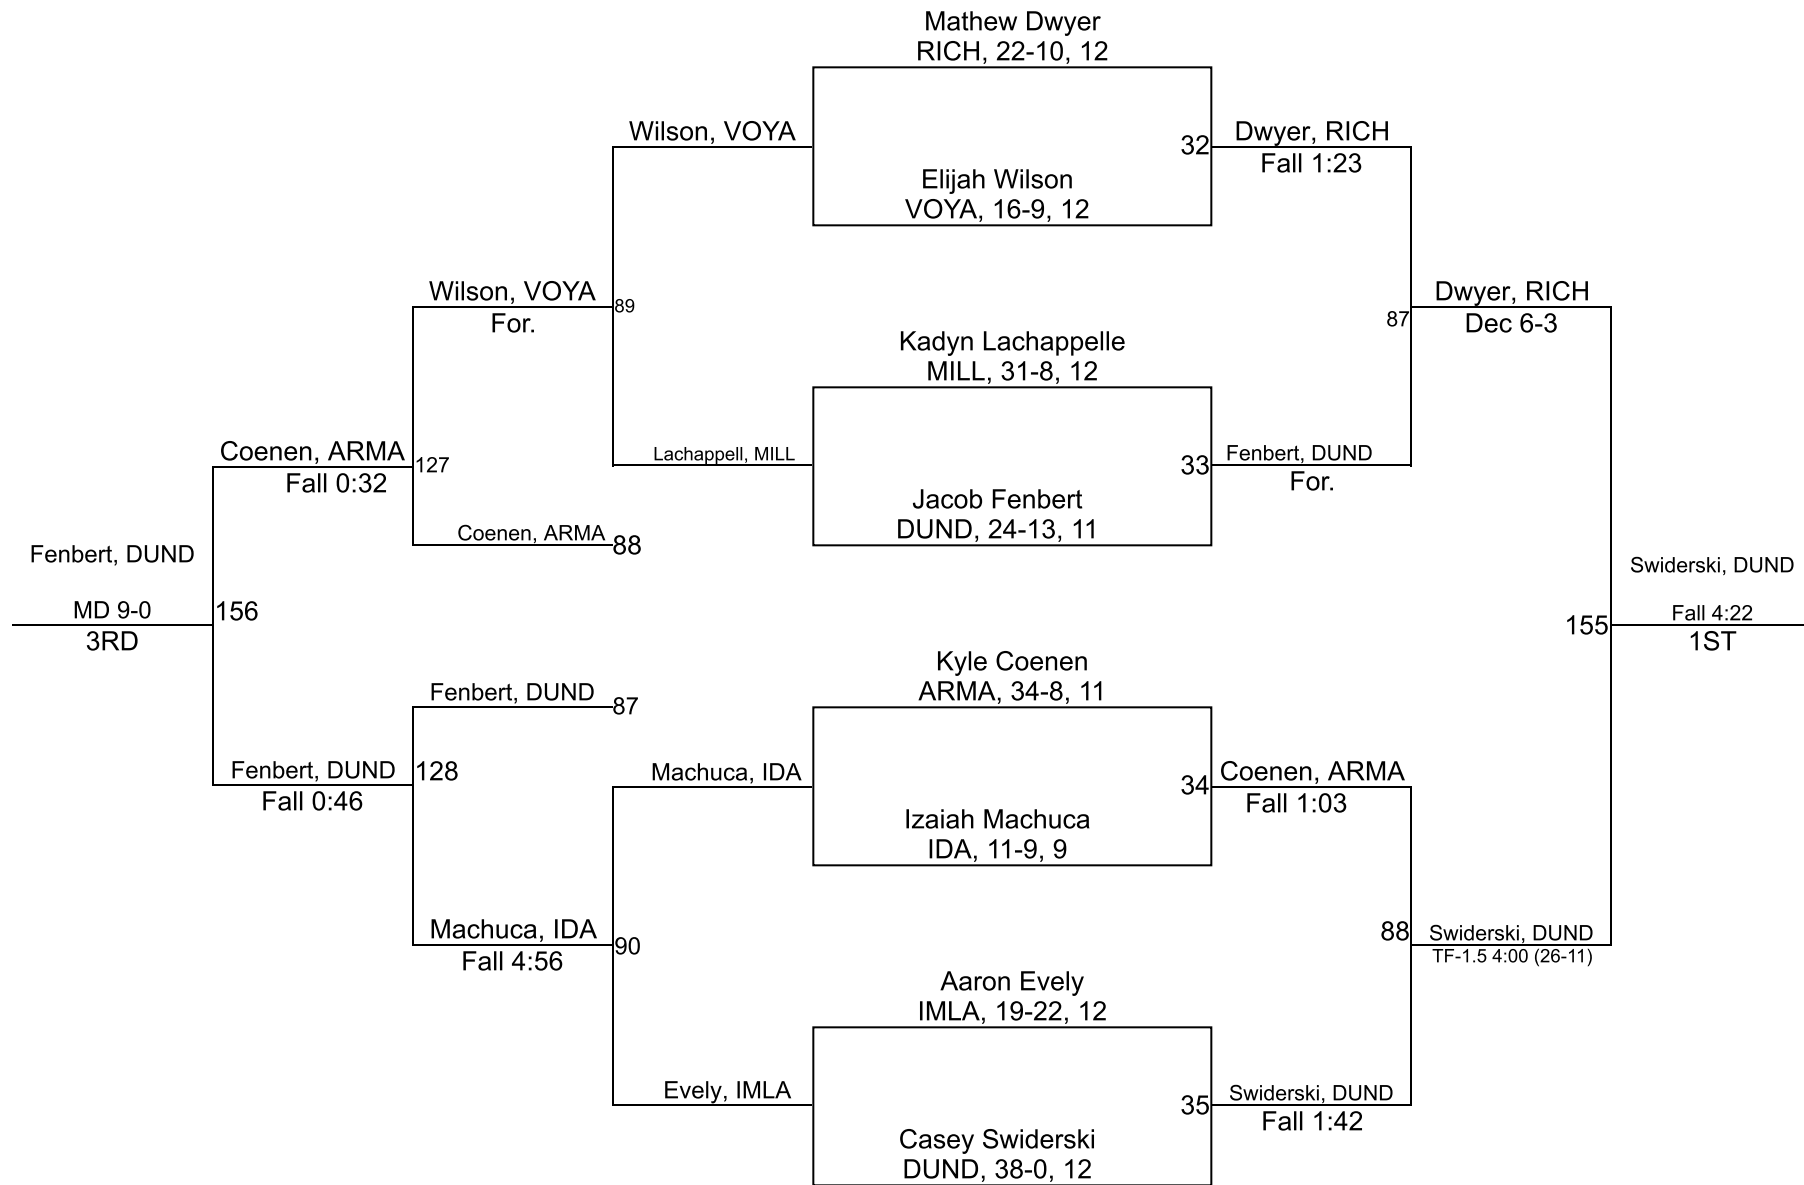 Mathew Dwyer
RICH, 22-10, 12
Wilson, VOYA
32
Dwyer, RICH
Fall 1:23
Elijah Wilson
VOYA, 16-9, 12
Wilson, VOYA
For.
89
87
Dwyer, RICH
Dec 6-3
Kadyn Lachappelle
MILL, 31-8, 12
Coenen, ARMA
Fall 0:32
127
Lachappell, MILL
33
Fenbert, DUND
For.
Jacob Fenbert
DUND, 24-13, 11
Coenen, ARMA
88
Fenbert, DUND
MD 9-0
3RD
156
155
Swiderski, DUND
Fall 4:22
1ST
Kyle Coenen
ARMA, 34-8, 11
Fenbert, DUND
87
Fenbert, DUND
Fall 0:46
128
Machuca, IDA
34
Coenen, ARMA
Fall 1:03
Izaiah Machuca
IDA, 11-9, 9
Machuca, IDA
Fall 4:56
90
88
Swiderski, DUND
TF-1.5 4:00 (26-11)
Aaron Evely
IMLA, 19-22, 12
Evely, IMLA
35
Swiderski, DUND
Fall 1:42
Casey Swiderski
DUND, 38-0, 12